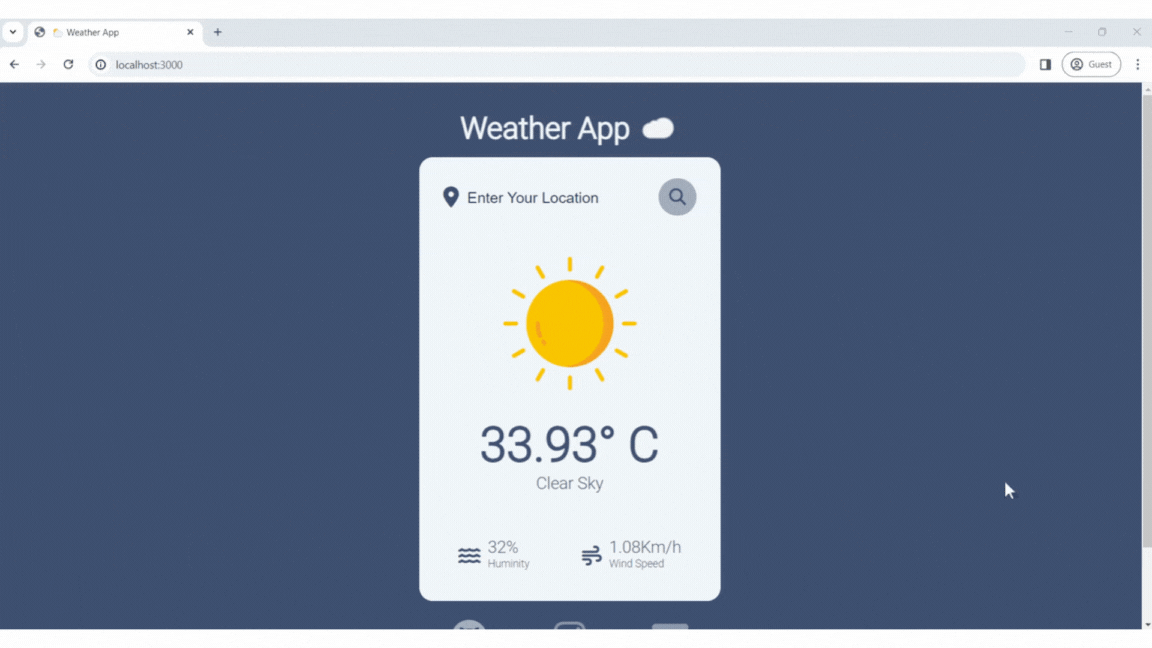 Weather App
localhost:3000
Guest
Weather App
Enter Your Location
33.93° C
Clear Sky
32%
Huminity
1.08Km/h
Wind Speed